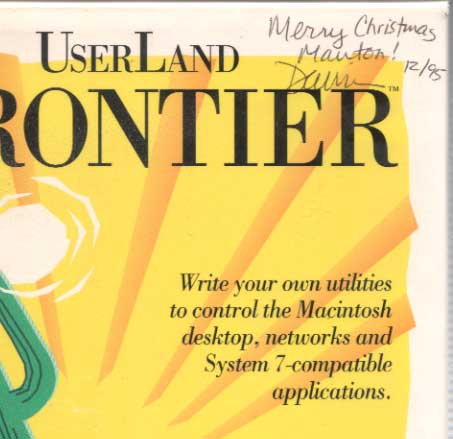 Merry Christmas
Manton!
12/95
USERLAND
RONTIER™
Write your own utilities
to control the Macintosh
desktop, networks and
System 7-compatible
applications.